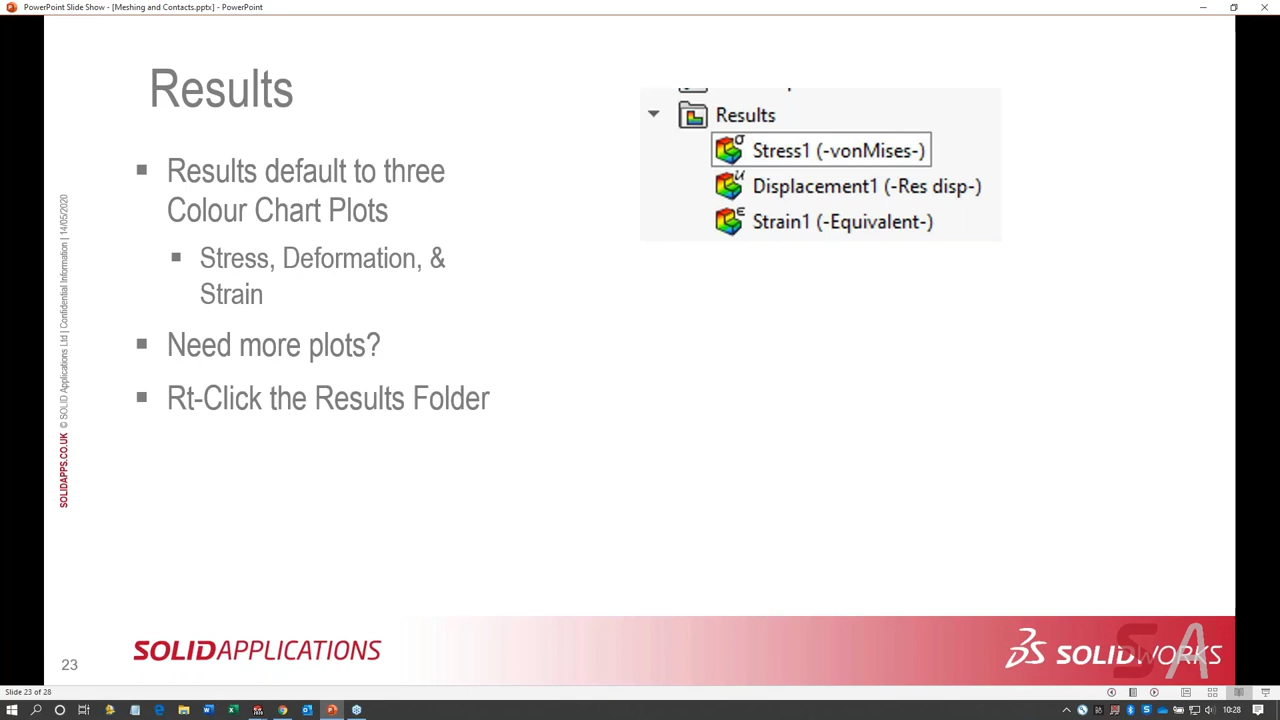 PowerPoint Slide Show - [Meshing and Contacts.pptx] - PowerPoint
Results
Results default to three
Colour Chart Plots
Stress, Deformation, &
Strain
Need more plots?
Rt-Click the Results Folder
Results
σ
Stress1 (-vonMises-)
u
Displacement1 (-Res disp-)
ε
Strain1 (-Equivalent-)
SOLIDAPPS.CO.UK © SOLID Applications Ltd | Confidential Information | 14/05/2020
23
SOLIDAPPLICATIONS
SA
3DS SOLIDWORKS
Slide 23 of 28
10:28